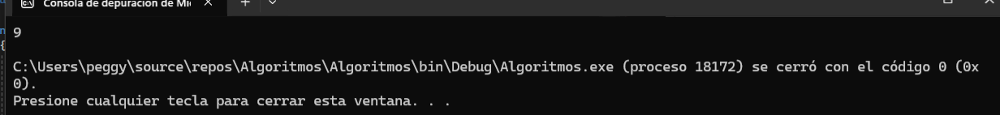 Consola de depuración de Mi
9
C:\Users\peggy\source\repos\Algoritmos\Algoritmos\bin\Debug\Algoritmos.exe (proceso 18172) se cerró con el código 0 (0x
0).
Presione cualquier tecla para cerrar esta ventana. . .